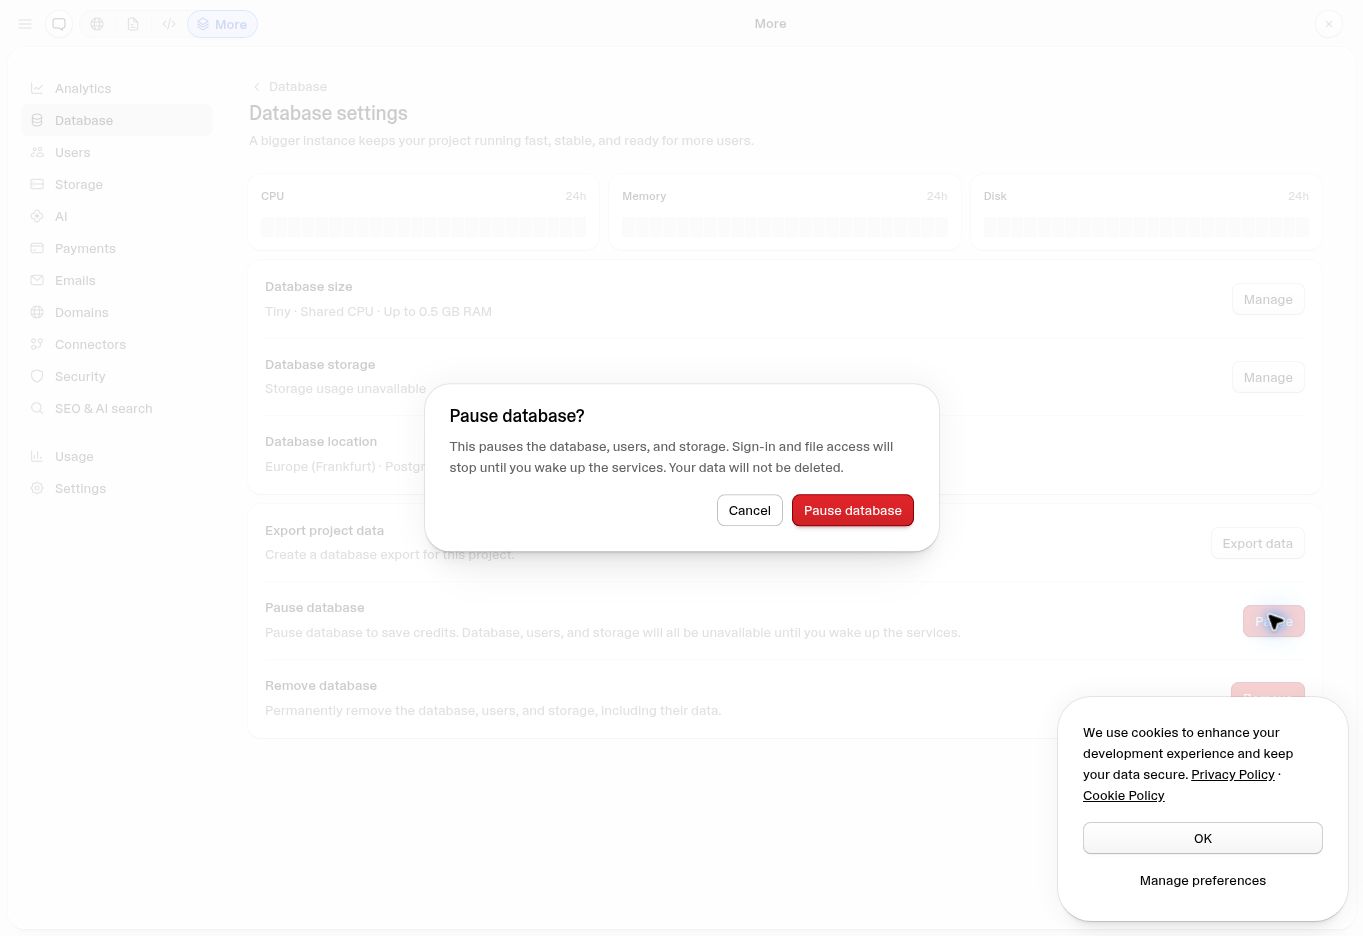 More
More
Analytics
Database
Users
Storage
AI
Payments
Emails
Domains
Connectors
Security
SEO & AI search
Usage
Settings
Database
Database settings
A bigger instance keeps your project running fast, stable, and ready for more users.
CPU 24h
Memory 24h
Disk 24h
Database size
Tiny · Shared CPU · Up to 0.5 GB RAM
Manage
Database storage
Storage usage unavailable
Manage
Database location
Europe (Frankfurt) ·
Pause database?
This pauses the database, users, and storage. Sign-in and file access will
stop until you wake up the services. Your data will not be deleted.
Cancel
Pause database
Export project data
Create a database export for this project.
Export data
Pause database
Pause database to save credits. Database, users, and storage will all be unavailable until you wake up the services.
Remove database
Permanently remove the database, users, and storage, including their data.
We use cookies to enhance your
development experience and keep
your data secure. Privacy Policy ·
Cookie Policy
OK
Manage preferences